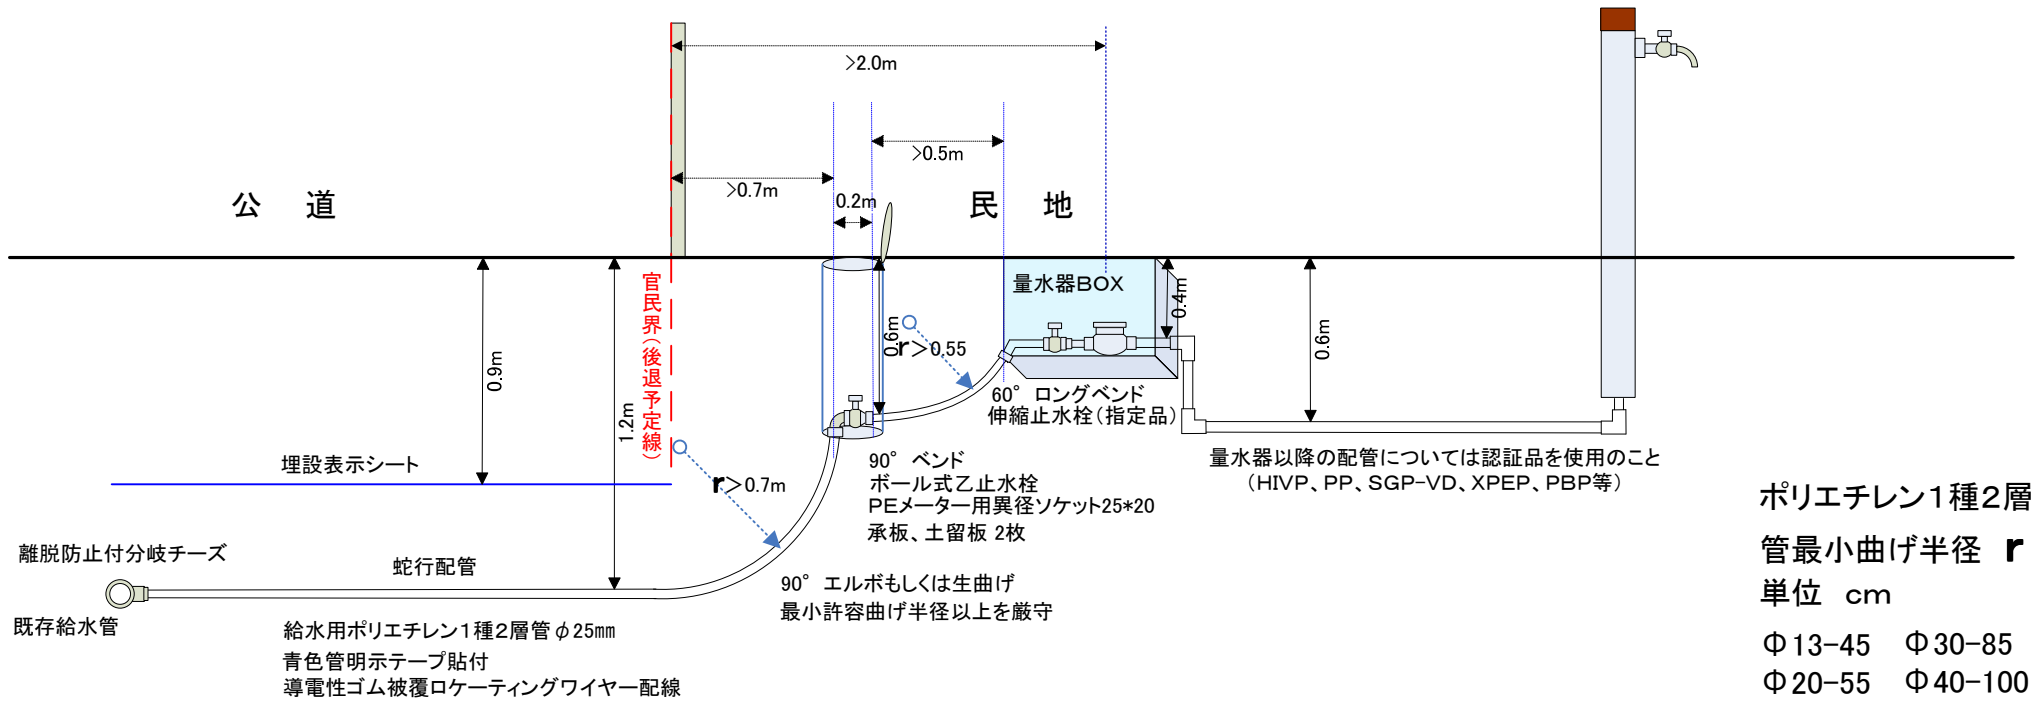 >2.0m
>0.5m
>0.7m
0.2m
公 道
民 地
官民界（後退予定線）
量水器BOX
0.4m
0.6m
r>0.55
0.6m
0.9m
1.2m
60° ロングベンド
伸縮止水栓（指定品）
埋設表示シート
r>0.7m
90° ベンド
ボール式乙止水栓
PEメーター用異径ソケット25*20
承板、土留板 2枚
量水器以降の配管については認証品を使用のこと
（HIVP、PP、SGP-VD、XPEP、PBP等）
離脱防止付分岐チーズ
蛇行配管
既存給水管
90° エルボもしくは生曲げ
最小許容曲げ半径以上を厳守
給水用ポリエチレン１種２層管φ25mm
青色管明示テープ貼付
導電性ゴム被覆ロケーティングワイヤー配線
ポリエチレン１種２層
管最小曲げ半径 r
単位 cm
Φ13-45 Φ30-85
Φ20-55 Φ40-100